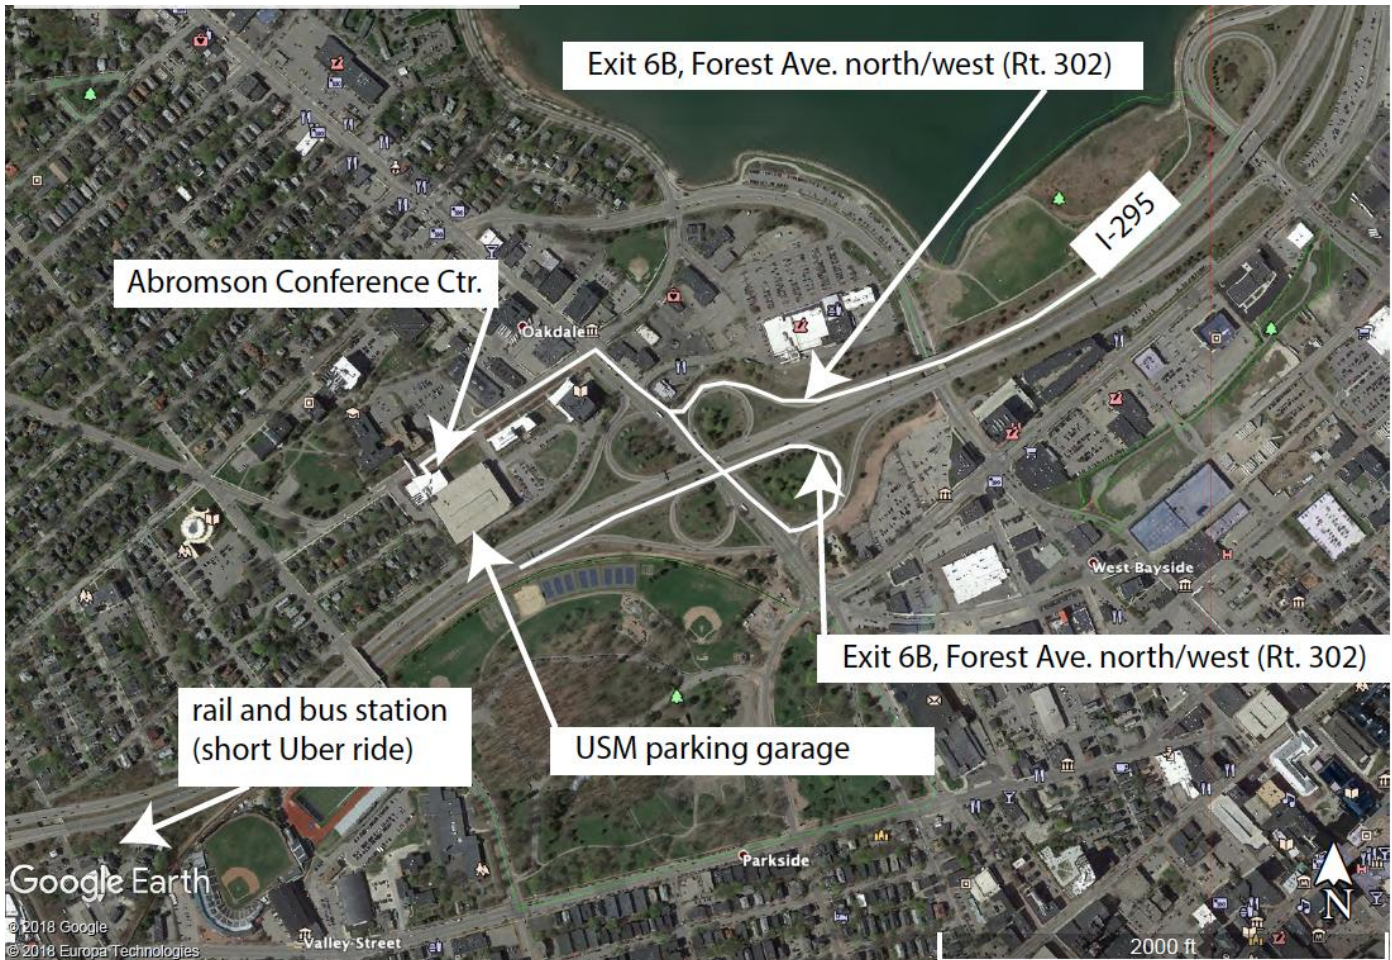 Exit 6B, Forest Ave. north/west (Rt. 302)
I-295
Abromson Conference Ctr.
Oakdale
West Bayside
Exit 6B, Forest Ave. north/west (Rt. 302)
rail and bus station
(short Uber ride)
USM parking garage
Parkside
Google Earth
N
© 2018 Google
Valley Street
© 2018 Europa Technologies
2000 ft